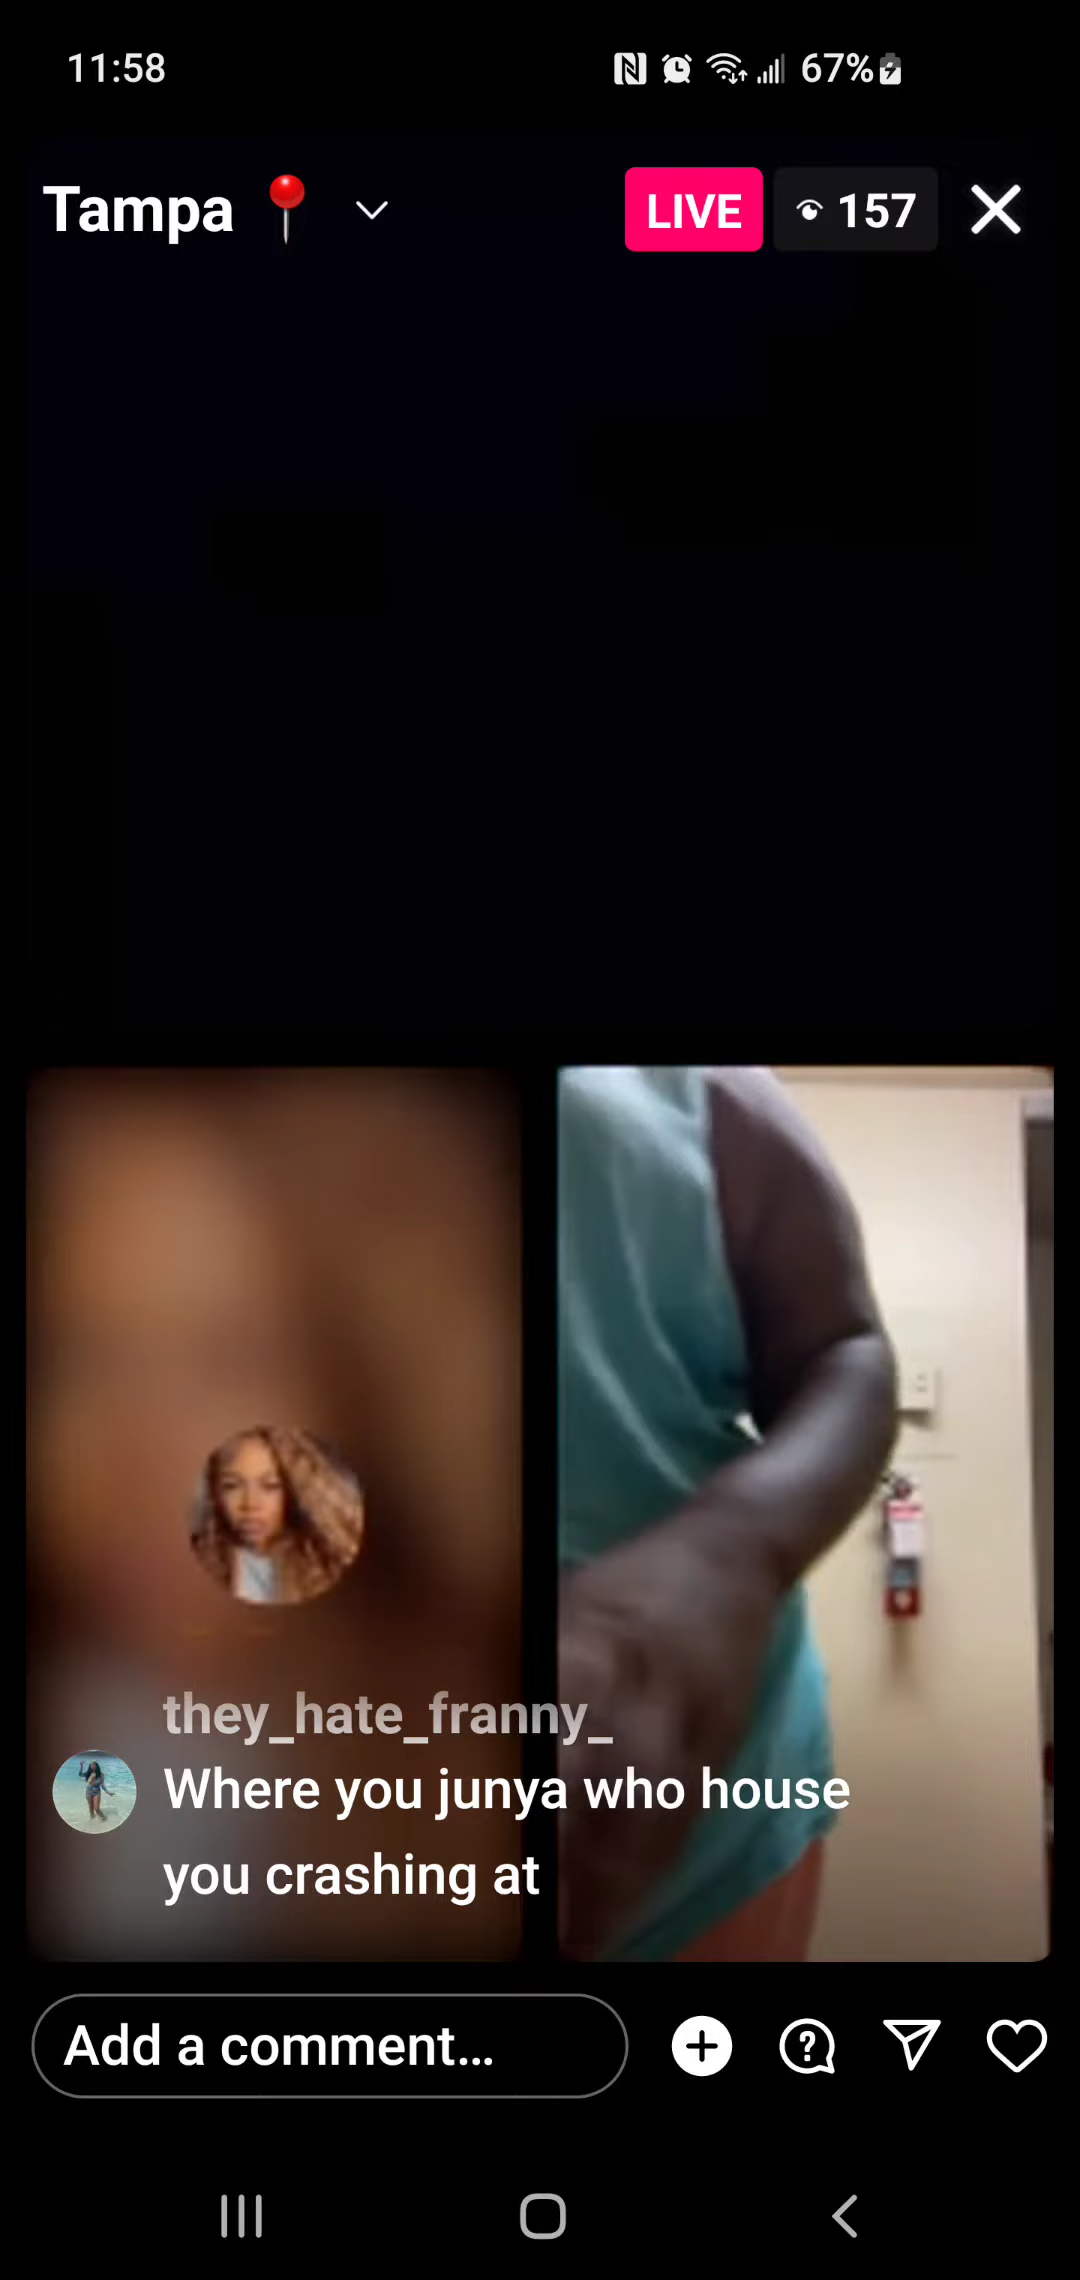 11:58 67%
Tampa 📍 LIVE 157
they_hate_franny_
Where you junya who house
you crashing at
Add a comment...